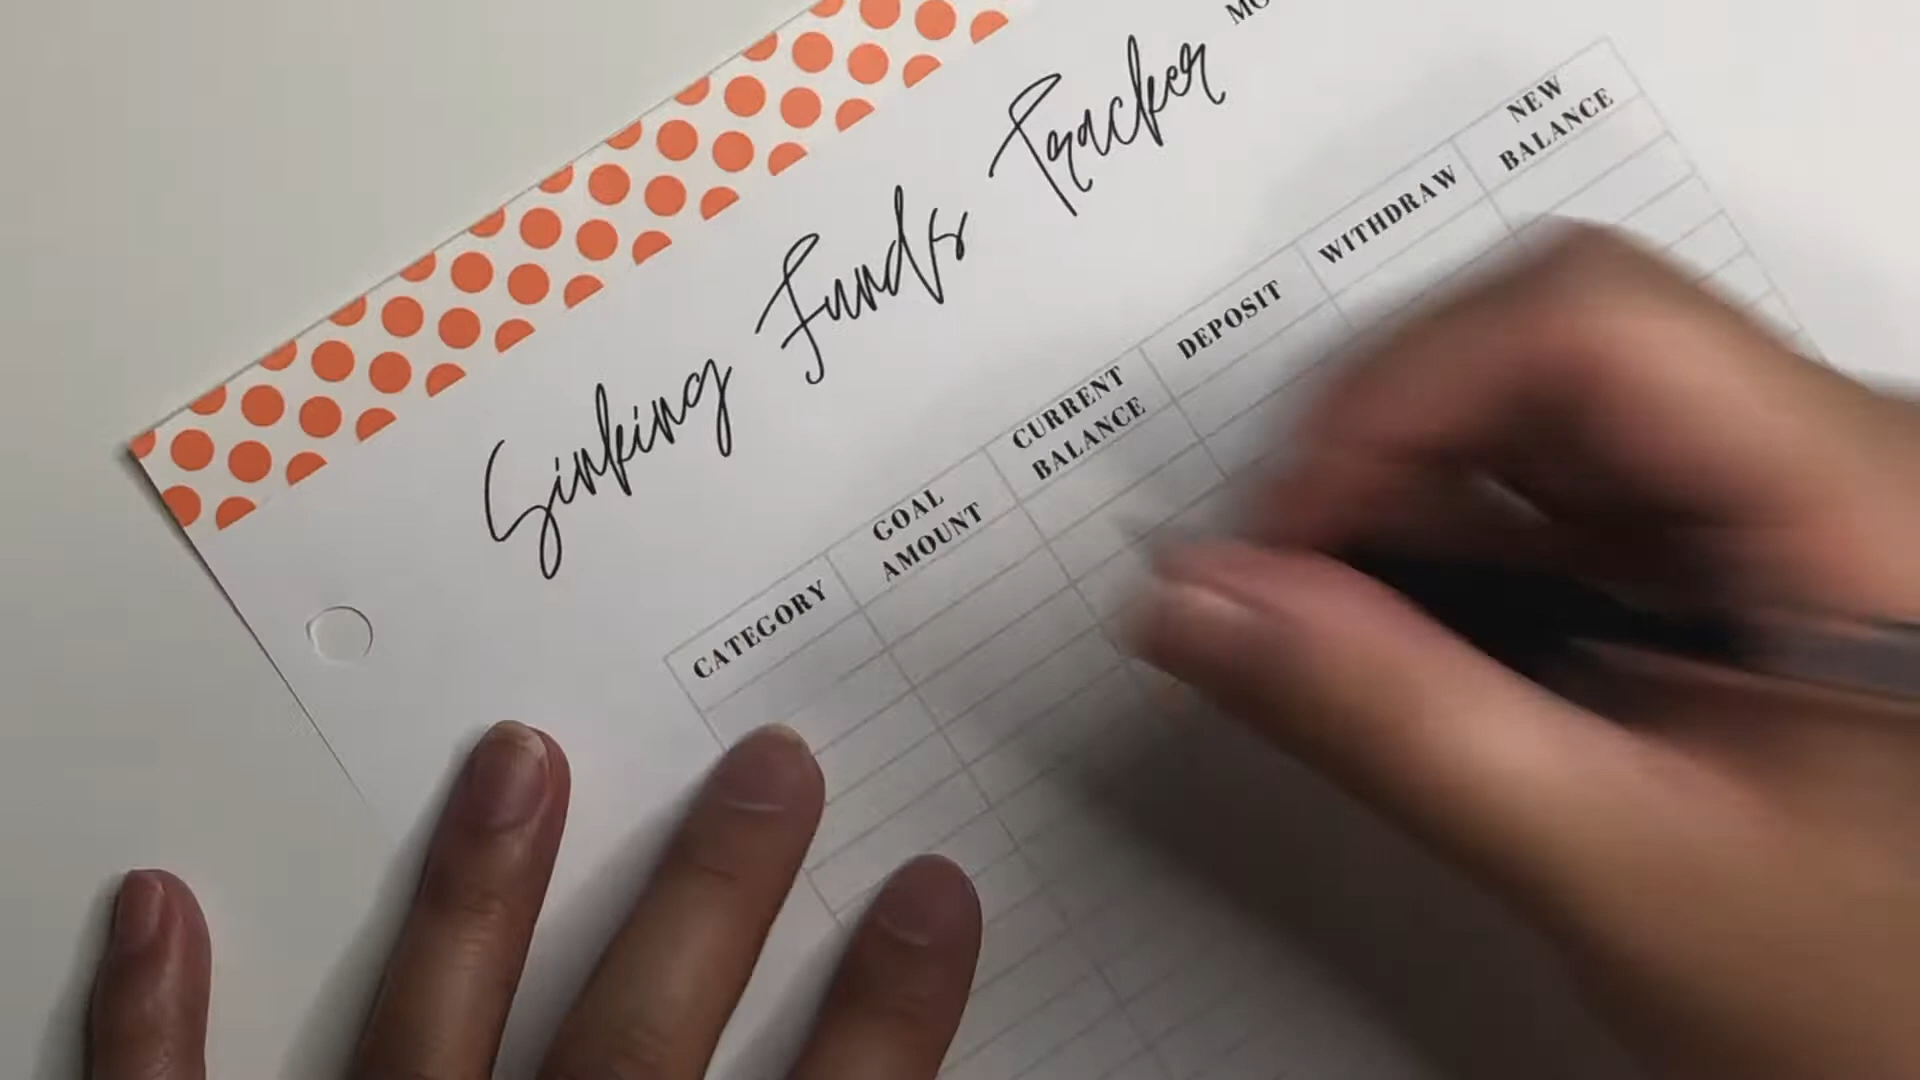 Sinking Funds Tracker
CATEGORY
GOAL
AMOUNT
CURRENT
BALANCE
DEPOSIT
WITHDRAW
NEW
BALANCE